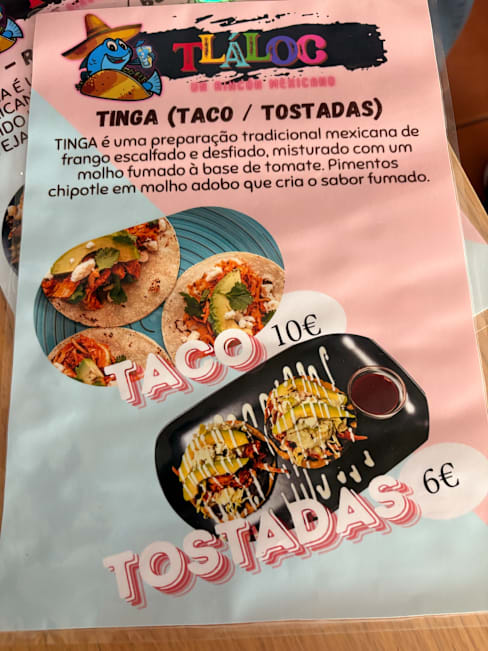 TLÁLOC
UN RINCON MEXICANO
TINGA (TACO / TOSTADAS)
TINGA é uma preparação tradicional mexicana de
frango escalfado e desfiado, misturado com um
molho fumado à base de tomate. Pimentos
chipotle em molho adobo que cria o sabor fumado.
TACO
10€
6€
TOSTADAS